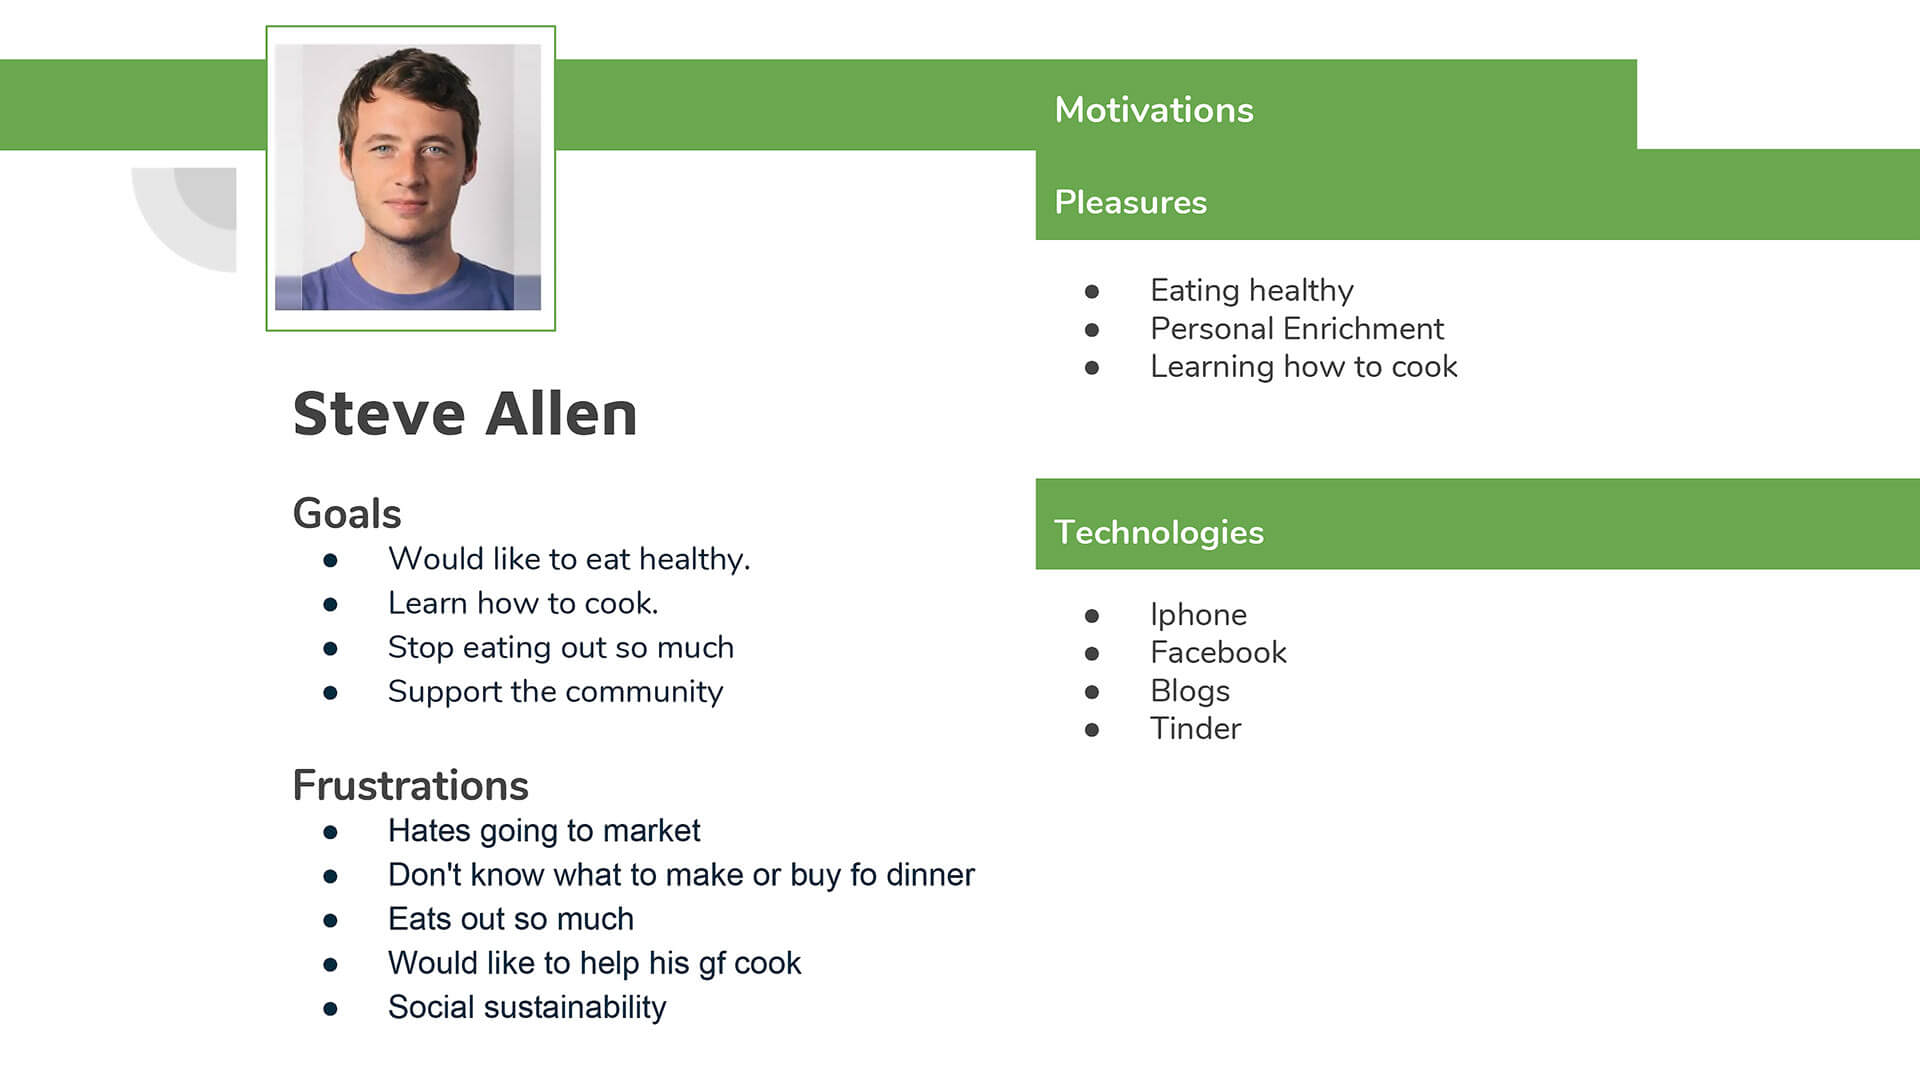 Steve Allen
Goals
● Would like to eat healthy.
● Learn how to cook.
● Stop eating out so much
● Support the community
Frustrations
● Hates going to market
● Don't know what to make or buy fo dinner
● Eats out so much
● Would like to help his gf cook
● Social sustainability
Motivations
Pleasures
● Eating healthy
● Personal Enrichment
● Learning how to cook
Technologies
● Iphone
● Facebook
● Blogs
● Tinder